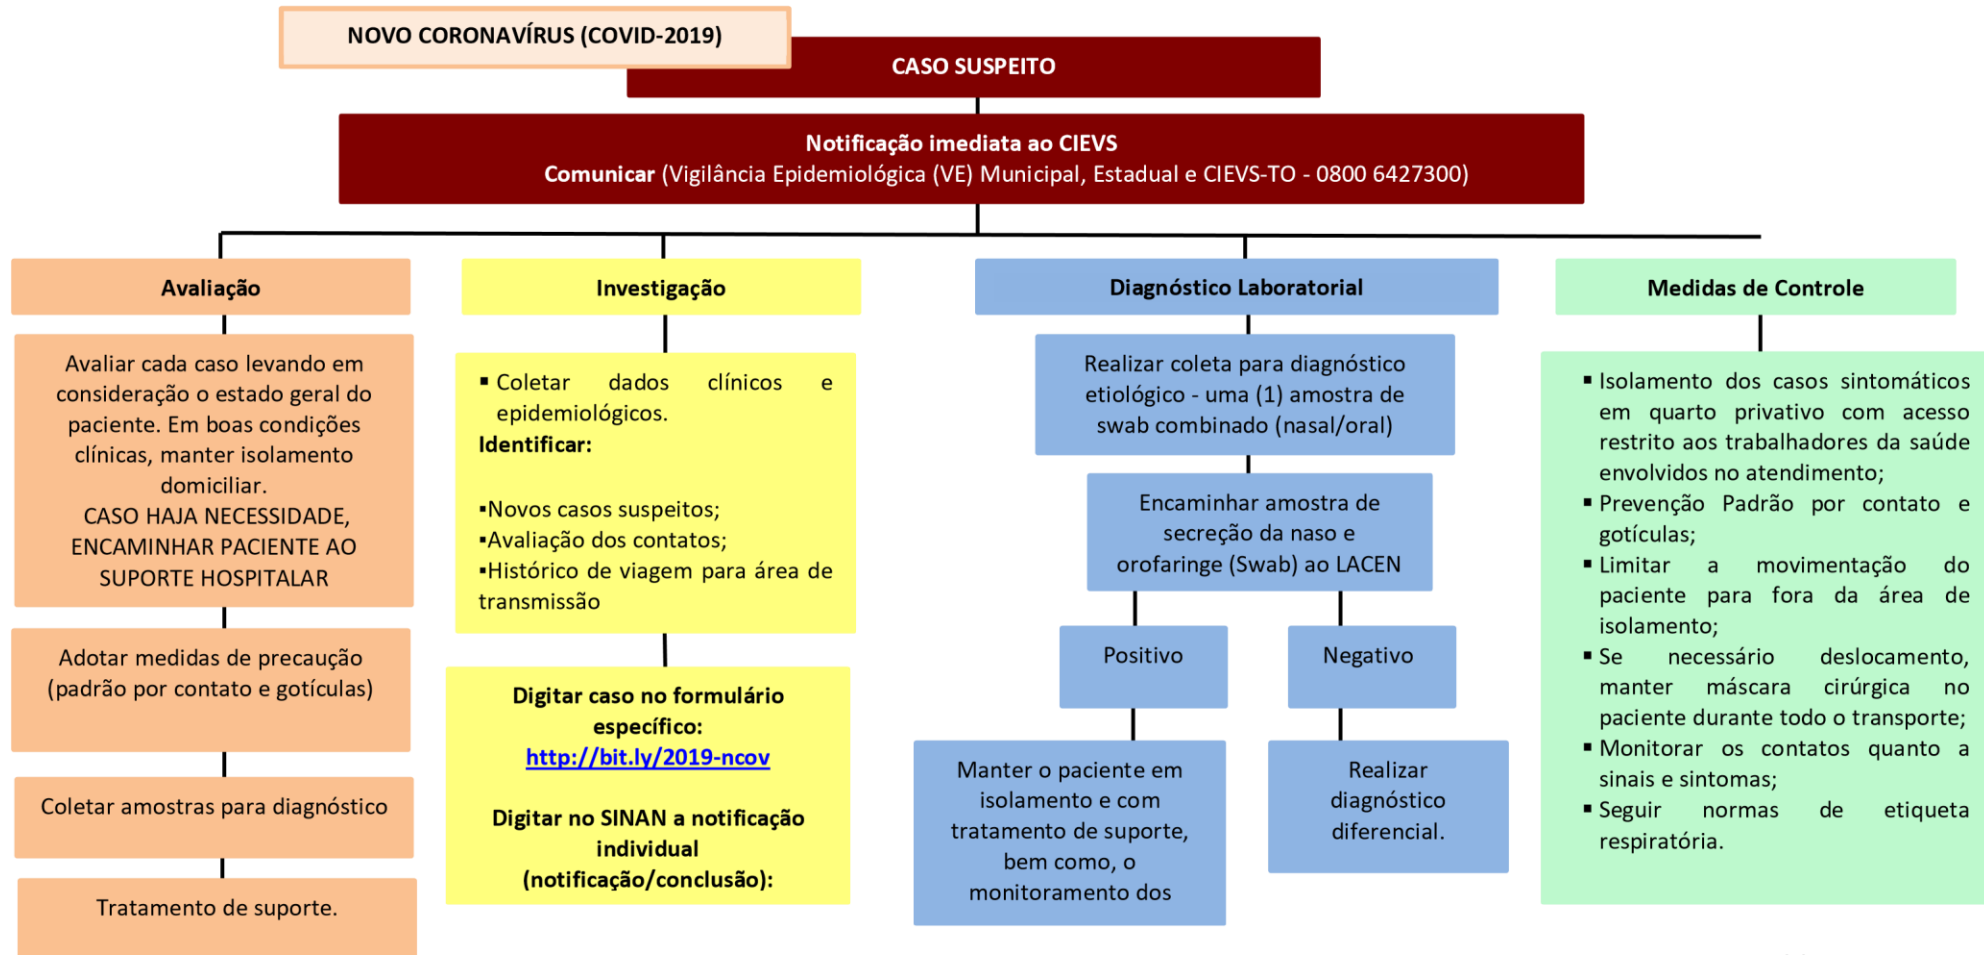 NOVO CORONAVÍRUS (COVID-2019)
CASO SUSPEITO
Notificação imediata ao CIEVS
Comunicar (Vigilância Epidemiológica (VE) Municipal, Estadual e CIEVS-TO - 0800 6427300)
Avaliação
Avaliar cada caso levando em
consideração o estado geral do
paciente. Em boas condições
clínicas, manter isolamento
domiciliar.
CASO HAJA NECESSIDADE,
ENCAMINHAR PACIENTE AO
SUPORTE HOSPITALAR
Adotar medidas de precaução
(padrão por contato e gotículas)
Coletar amostras para diagnóstico
Tratamento de suporte.
Investigação
▪ Coletar dados clínicos e
epidemiológicos.
Identificar:
▪Novos casos suspeitos;
▪Avaliação dos contatos;
▪Histórico de viagem para área de
transmissão
Digitar caso no formulário
específico:
http://bit.ly/2019-ncov
Digitar no SINAN a notificação
individual
(notificação/conclusão):
Diagnóstico Laboratorial
Realizar coleta para diagnóstico
etiológico - uma (1) amostra de
swab combinado (nasal/oral)
Encaminhar amostra de
secreção da naso e
orofaringe (Swab) ao LACEN
Positivo
Manter o paciente em
isolamento e com
tratamento de suporte,
bem como, o
monitoramento dos
Negativo
Realizar
diagnóstico
diferencial.
Medidas de Controle
▪ Isolamento dos casos sintomáticos
em quarto privativo com acesso
restrito aos trabalhadores da saúde
envolvidos no atendimento;
▪ Prevenção Padrão por contato e
gotículas;
▪ Limitar a movimentação do
paciente para fora da área de
isolamento;
▪ Se necessário deslocamento,
manter máscara cirúrgica no
paciente durante todo o transporte;
▪ Monitorar os contatos quanto a
sinais e sintomas;
▪ Seguir normas de etiqueta
respiratória.